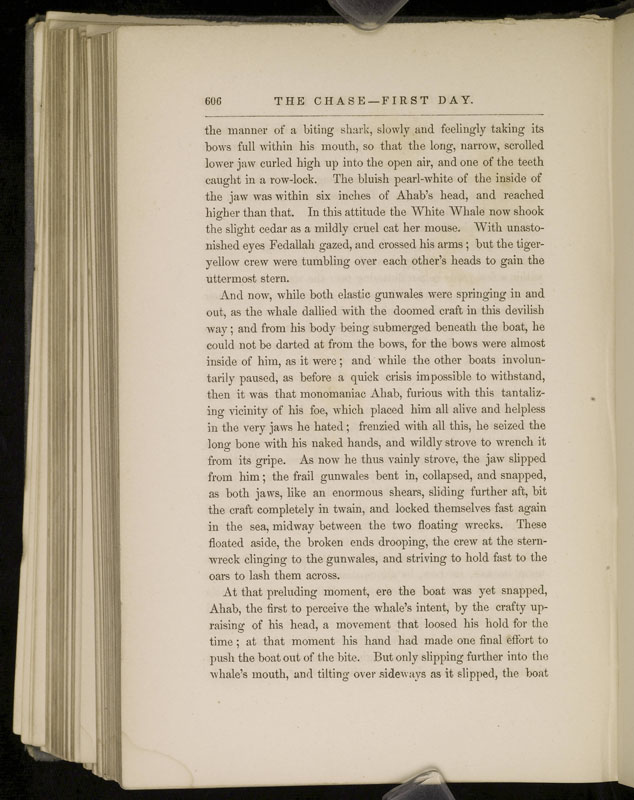 606 THE CHASE—FIRST DAY.
the manner of a biting shark, slowly and feelingly taking its
bows full within his mouth, so that the long, narrow, scrolled
lower jaw curled high up into the open air, and one of the teeth
caught in a row-lock. The bluish pearl-white of the inside of
the jaw was within six inches of Ahab's head, and reached
higher than that. In this attitude the White Whale now shook
the slight cedar as a mildly cruel cat her mouse. With unasto-
nished eyes Fedallah gazed, and crossed his arms; but the tiger-
yellow crew were tumbling over each other's heads to gain the
uttermost stern.
And now, while both elastic gunwales were springing in and
out, as the whale dallied with the doomed craft in this devilish
way; and from his body being submerged beneath the boat, he
could not be darted at from the bows, for the bows were almost
inside of him, as it were; and while the other boats involun-
tarily paused, as before a quick crisis impossible to withstand,
then it was that monomaniac Ahab, furious with this tantaliz-
ing vicinity of his foe, which placed him all alive and helpless
in the very jaws he hated; frenzied with all this, he seized the
long bone with his naked hands, and wildly strove to wrench it
from its gripe. As now he thus vainly strove, the jaw slipped
from him; the frail gunwales bent in, collapsed, and snapped,
as both jaws, like an enormous shears, sliding further aft, bit
the craft completely in twain, and locked themselves fast again
in the sea, midway between the two floating wrecks. These
floated aside, the broken ends drooping, the crew at the stern-
wreck clinging to the gunwales, and striving to hold fast to the
oars to lash them across.
At that preluding moment, ere the boat was yet snapped,
Ahab, the first to perceive the whale's intent, by the crafty up-
raising of his head, a movement that loosed his hold for the
time; at that moment his hand had made one final effort to
push the boat out of the bite. But only slipping further into the
whale's mouth, and tilting over sideways as it slipped, the boat